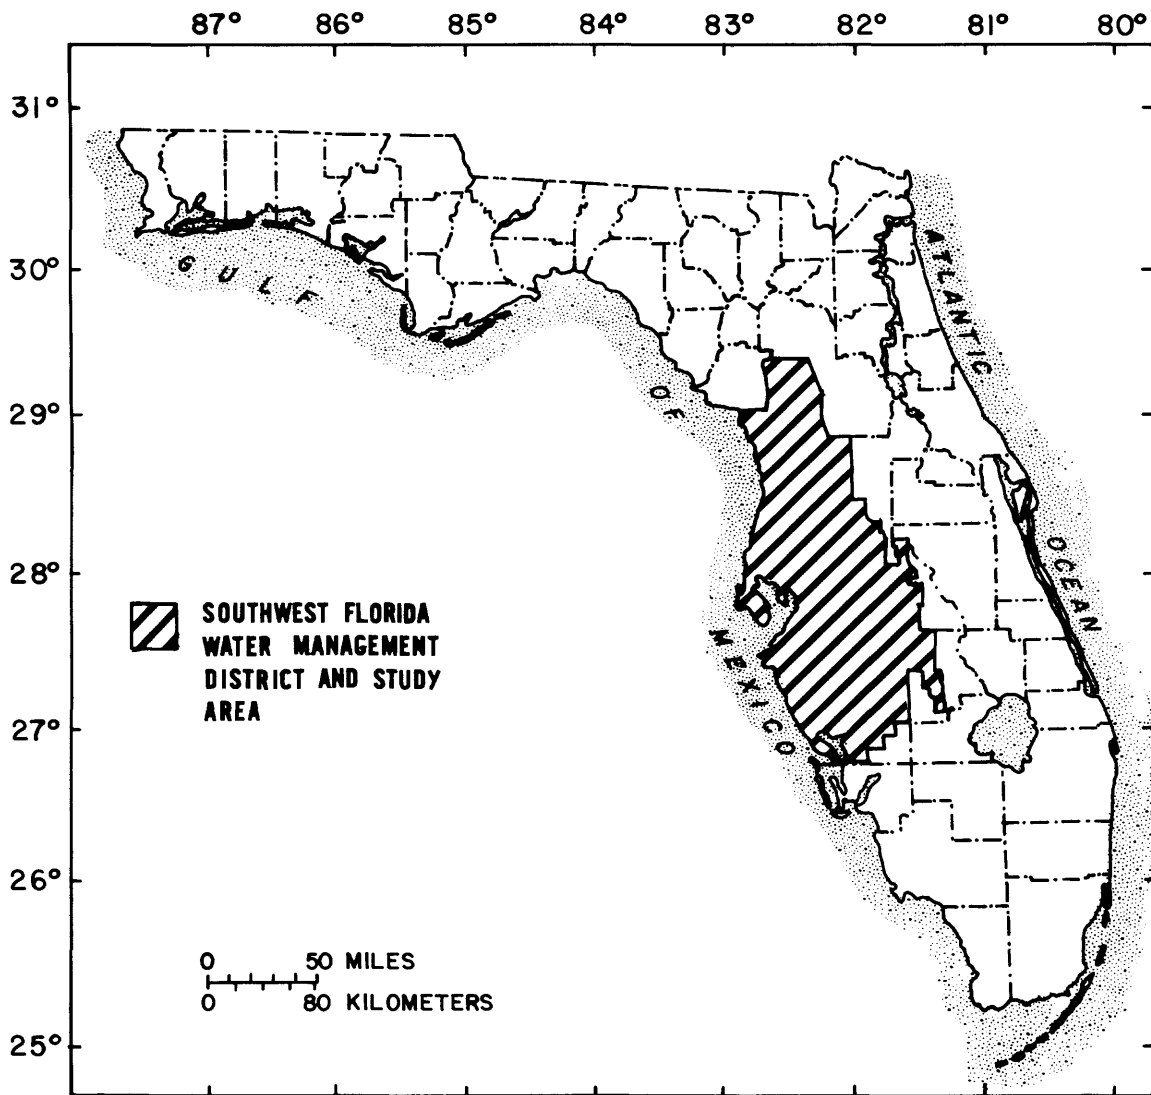 87° 86° 85° 84° 83° 82° 81° 80°
31°
30°
29°
28°
27°
26°
25°
GULF
OF
MEXICO
ATLANTIC
OCEAN
SOUTHWEST FLORIDA
WATER MANAGEMENT
DISTRICT AND STUDY
AREA
0 50 MILES
0 80 KILOMETERS